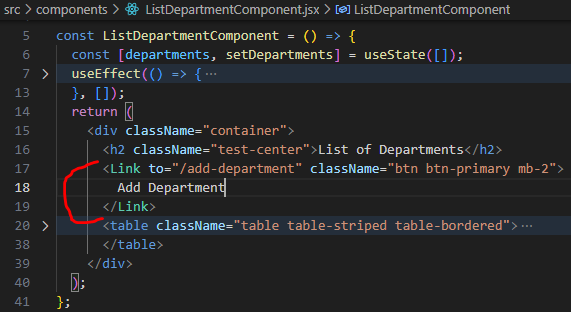 src > components > ListDepartmentComponent.jsx > ListDepartmentComponent
5 const ListDepartmentComponent = () => {
6 const [departments, setDepartments] = useState([]);
7 useEffect(() => { ···
13 }, []);
14 return (
15 <div className="container">
16 <h2 className="test-center">List of Departments</h2>
17 <Link to="/add-department" className="btn btn-primary mb-2">
18 Add Department
19 </Link>
20 <table className="table table-striped table-bordered"> ···
38 </table>
39 </div>
40 );
41 };